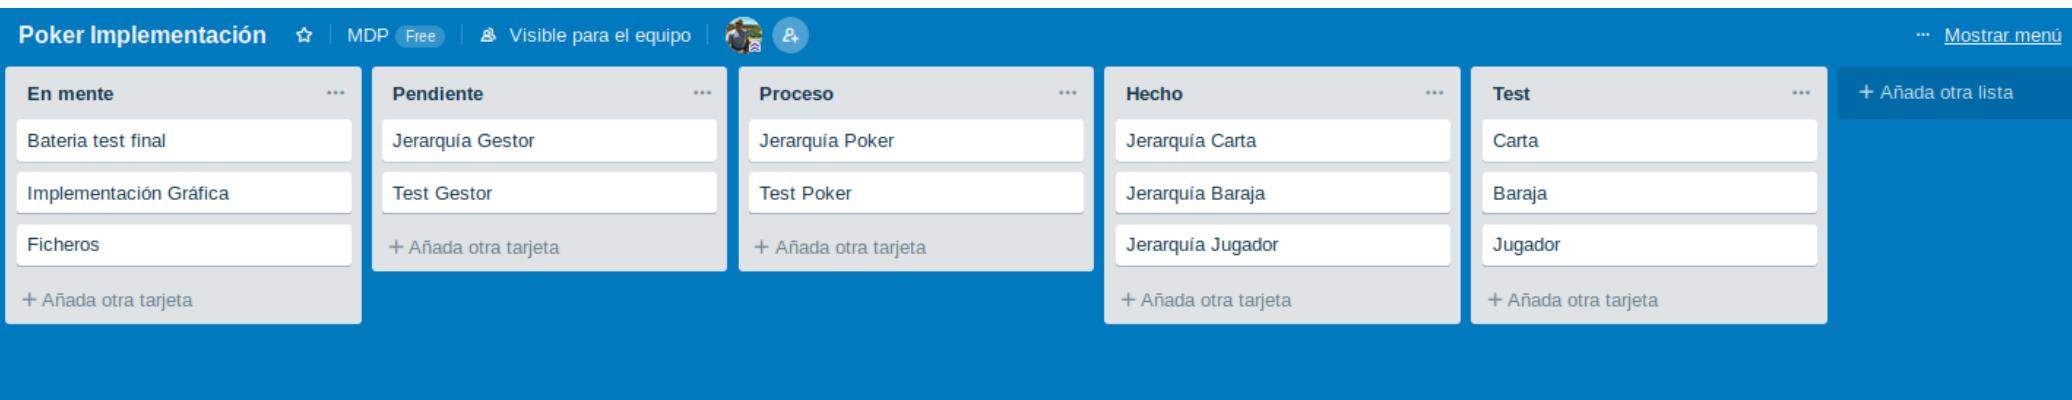 Poker Implementación MDP Free Visible para el equipo ··· Mostrar menú
En mente ···
Bateria test final
Implementación Gráfica
Ficheros
+ Añada otra tarjeta
Pendiente ···
Jerarquía Gestor
Test Gestor
+ Añada otra tarjeta
Proceso ···
Jerarquía Poker
Test Poker
+ Añada otra tarjeta
Hecho ···
Jerarquía Carta
Jerarquía Baraja
Jerarquía Jugador
+ Añada otra tarjeta
Test ···
Carta
Baraja
Jugador
+ Añada otra tarjeta
+ Añada otra lista